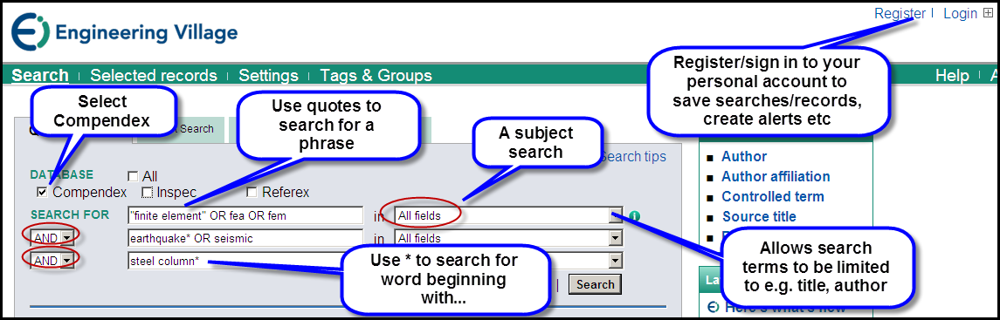 Register Login
Engineering Village
Register/sign in to your
personal account to
save searches/records,
create alerts etc
Search Selected records Settings Tags & Groups
Help
Select
Compendex
Use quotes to
search for a
phrase
A subject
search
Search
Search tips
DATABASE
All
Compendex Inspec Referex
SEARCH FOR
"finite element" OR fea OR fem
in
All fields
AND
earthquake* OR seismic
in
All fields
AND
steel column*
Use * to search for
word beginning
with...
Search
Author
Author affiliation
Controlled term
Source title
Allows search
terms to be limited
to e.g. title, author
Here's what's new